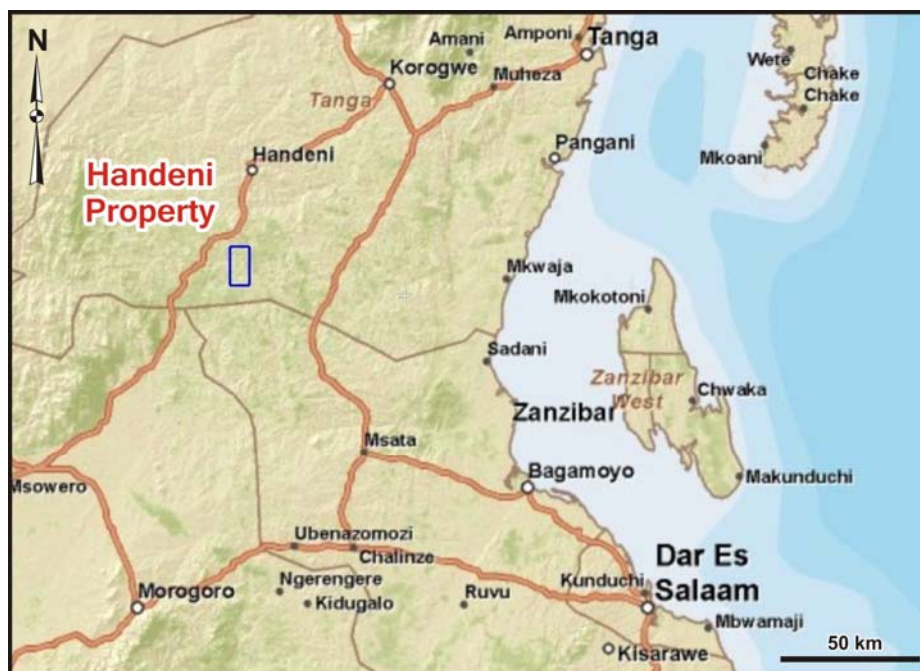 N
Amani
Amponi
Tanga
Wete
Korogwe
Muheza
Chake
Chake
Tanga
Handeni
Pangani
Mkoani
Handeni
Property
Mkwaja
Mkokotoni
Sadani
Zanzibar
West
Chwaka
Zanzibar
Msata
Bagamoyo
Makunduchi
Msowero
Ubenazomozi
Chalinze
Dar Es
Salaam
Ngerengere
Kunduchi
Morogoro
Kidugalo
Ruvu
Mbwamaji
50 km
Kisarawe